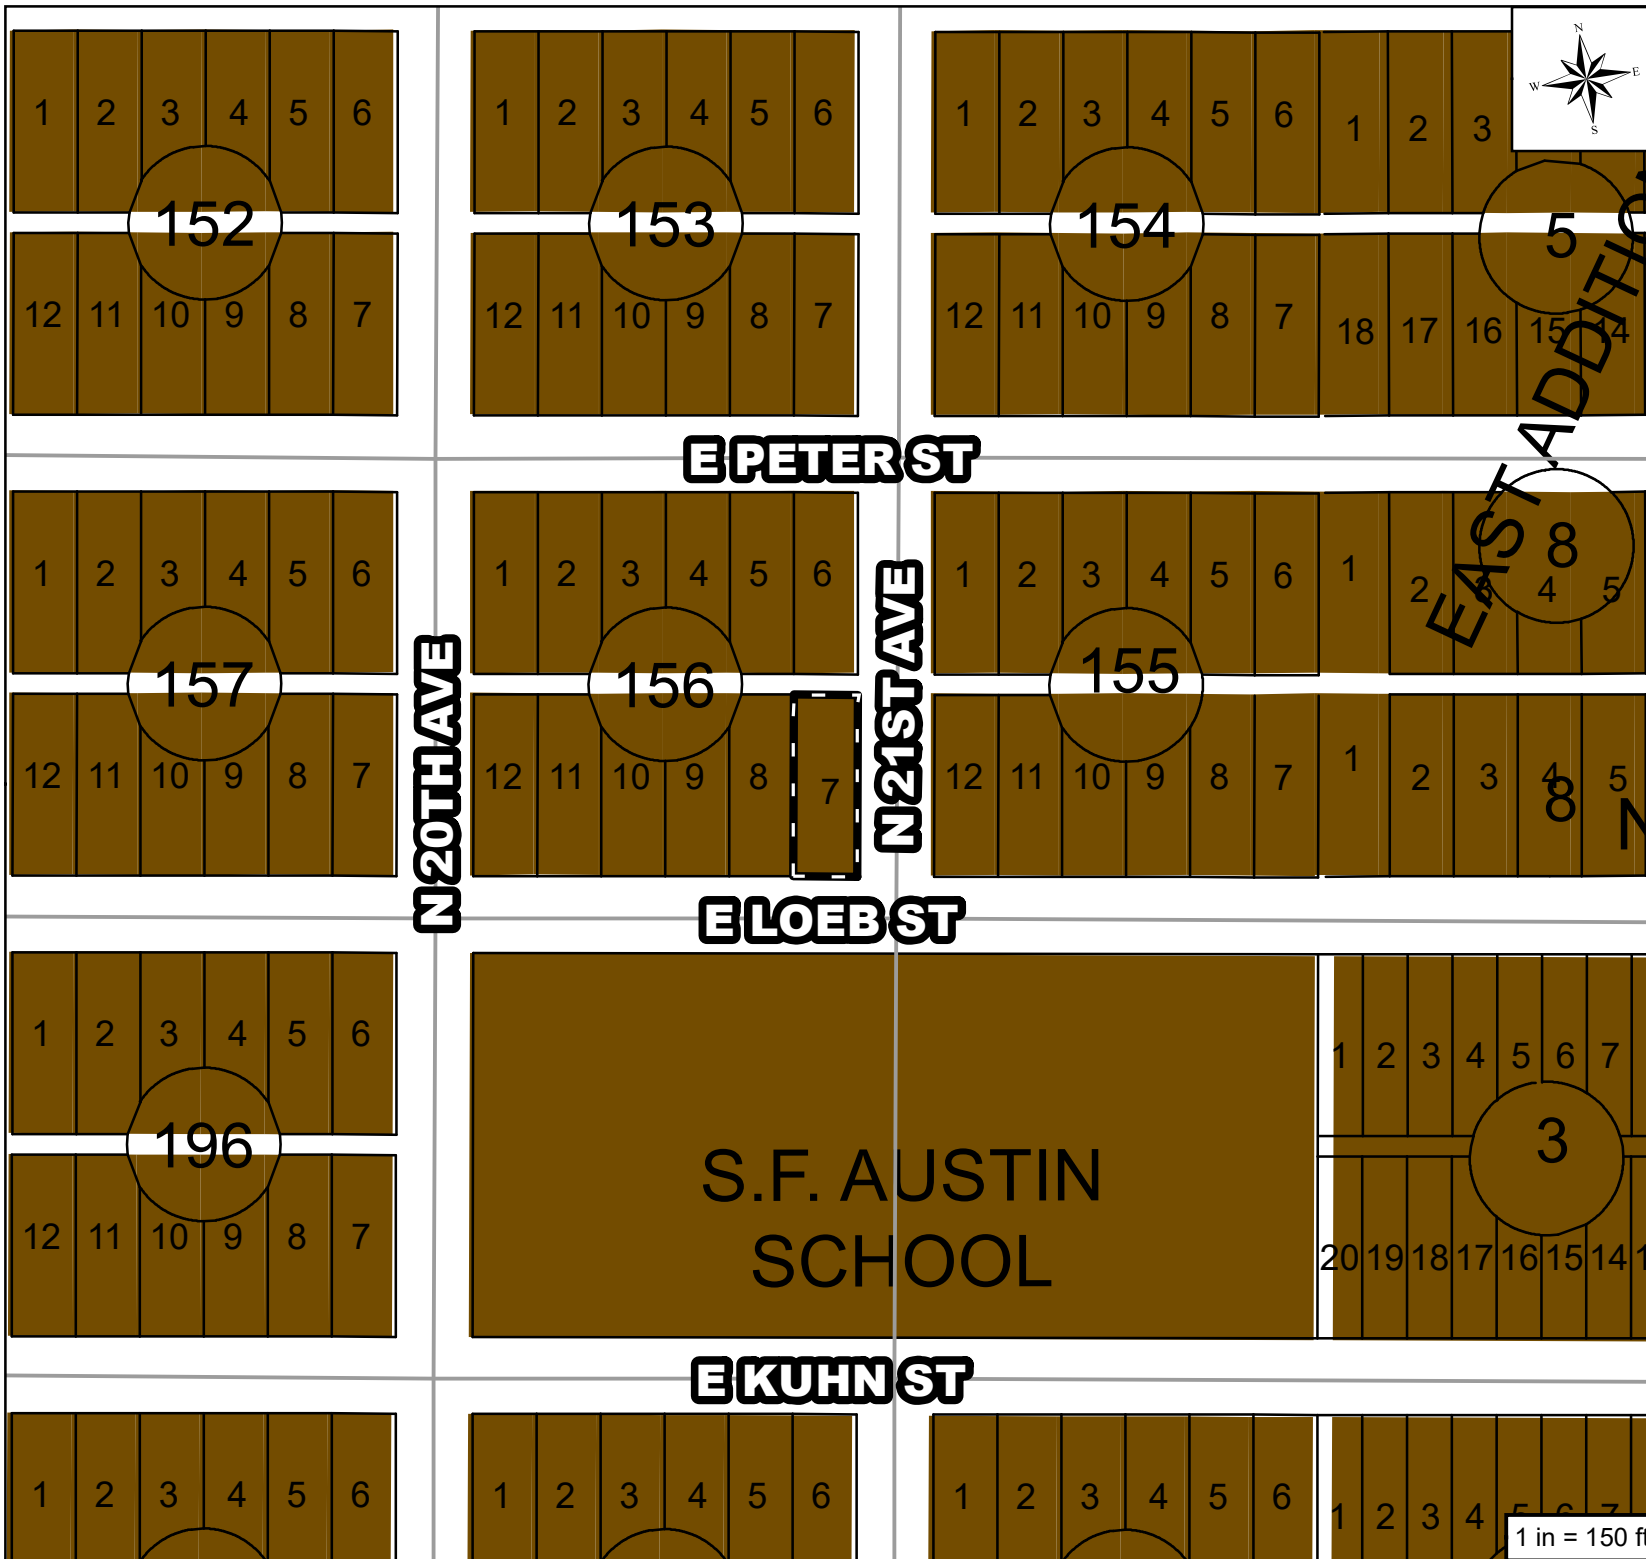 N
W E
S
1 2 3 4 5 6
152
12 11 10 9 8 7
1 2 3 4 5 6
153
12 11 10 9 8 7
1 2 3 4 5 6
154
12 11 10 9 8 7
1 2 3
5
18 17 16 15 14
EAST ADDITION
E PETER ST
1 2 3 4 5 6
157
12 11 10 9 8 7
N 20TH AVE
1 2 3 4 5 6
156
12 11 10 9 8 7
N 21ST AVE
1 2 3 4 5 6
155
12 11 10 9 8 7
1 2 3 4 5
8
1 2 3 4 5
8
N
E LOEB ST
1 2 3 4 5 6
196
12 11 10 9 8 7
S.F. AUSTIN
SCHOOL
1 2 3 4 5 6 7
3
20 19 18 17 16 15 14 1
E KUHN ST
1 2 3 4 5 6
1 2 3 4 5 6
1 2 3 4 5 6
1 2 3 4 5 6 7
1 in = 150 ft